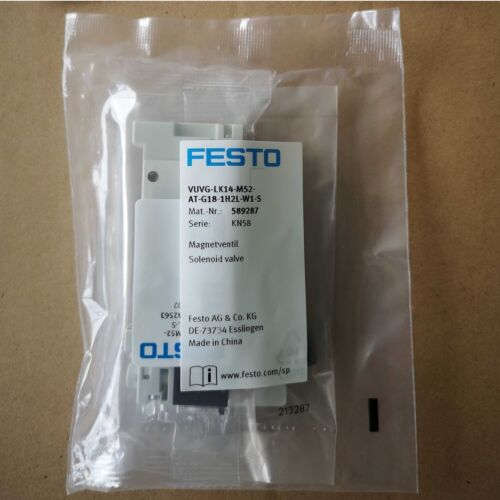 FESTO
VUVG-LK14-M52-
AT-G18-1H2L-W1-S
Mat.-Nr.: 589287
Serie: KN58
Magnetventil
Solenoid valve
Festo AG & Co. KG
DE-73734 Esslingen
Made in China
www.festo.com/sp
FESTO
213287